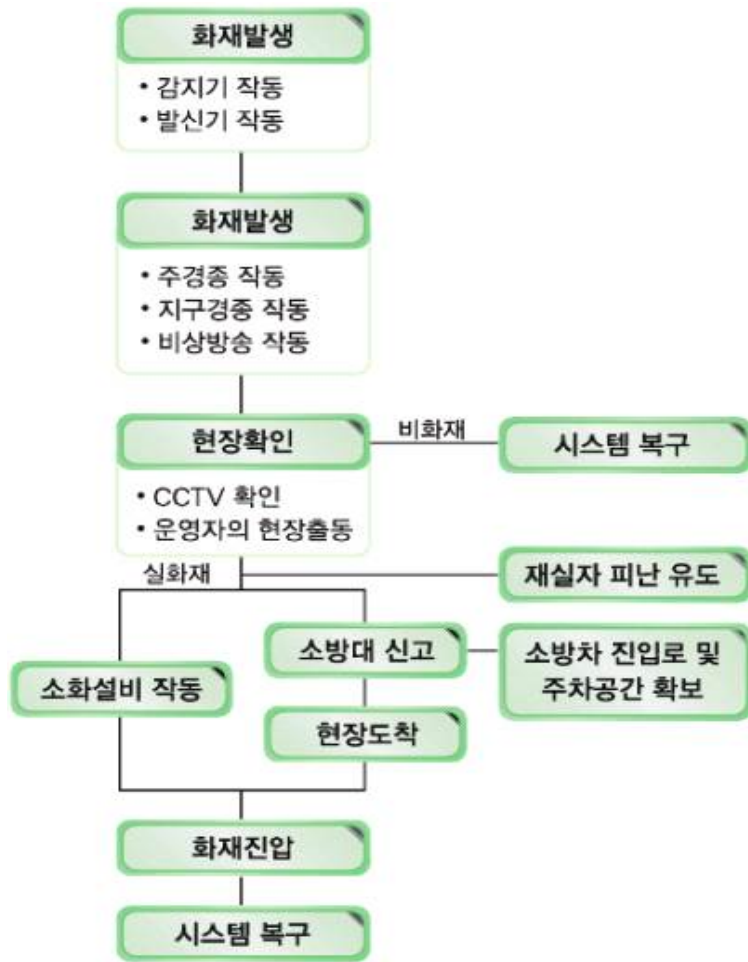 화재발생
• 감지기 작동
• 발신기 작동
화재발생
• 주경종 작동
• 지구경종 작동
• 비상방송 작동
현장확인
비화재
시스템 복구
• CCTV 확인
• 운영자의 현장출동
실화재
재실자 피난 유도
소화설비 작동
소방대 신고
소방차 진입로 및
주차공간 확보
현장도착
화재진압
시스템 복구